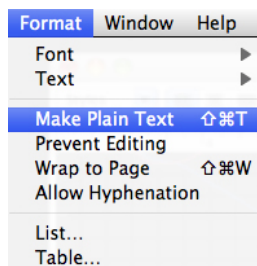 Format Window Help
Font
Text
Make Plain Text ⇧⌘T
Prevent Editing
Wrap to Page ⇧⌘W
Allow Hyphenation
List...
Table...